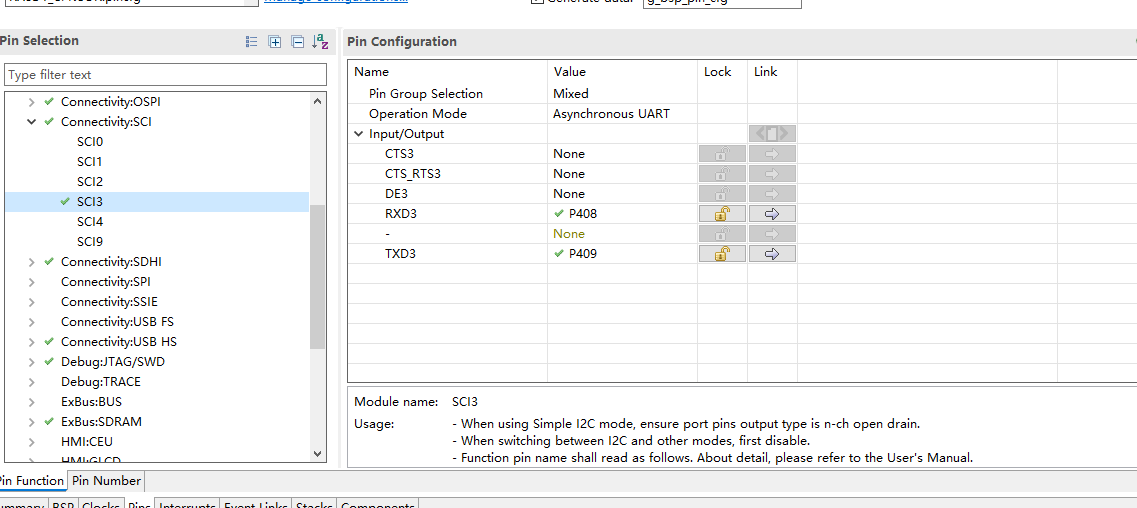 Manage configurations...
Generate data:
g_bsp_pin_cfg
Pin Selection
Type filter text
Connectivity:OSPI
Connectivity:SCI
SCI0
SCI1
SCI2
SCI3
SCI4
SCI9
Connectivity:SDHI
Connectivity:SPI
Connectivity:SSIE
Connectivity:USB FS
Connectivity:USB HS
Debug:JTAG/SWD
Debug:TRACE
ExBus:BUS
ExBus:SDRAM
HMI:CEU
HMI:GLCD
Pin Configuration
Name Value Lock Link
Pin Group Selection Mixed
Operation Mode Asynchronous UART
Input/Output
CTS3 None
CTS_RTS3 None
DE3 None
RXD3 P408
- None
TXD3 P409
Module name: SCI3
Usage: - When using Simple I2C mode, ensure port pins output type is n-ch open drain.
- When switching between I2C and other modes, first disable.
- Function pin name shall read as follows. About detail, please refer to the User's Manual.
Pin Function Pin Number
Summary BSP Clocks Pins Interrupts Event Links Stacks Components